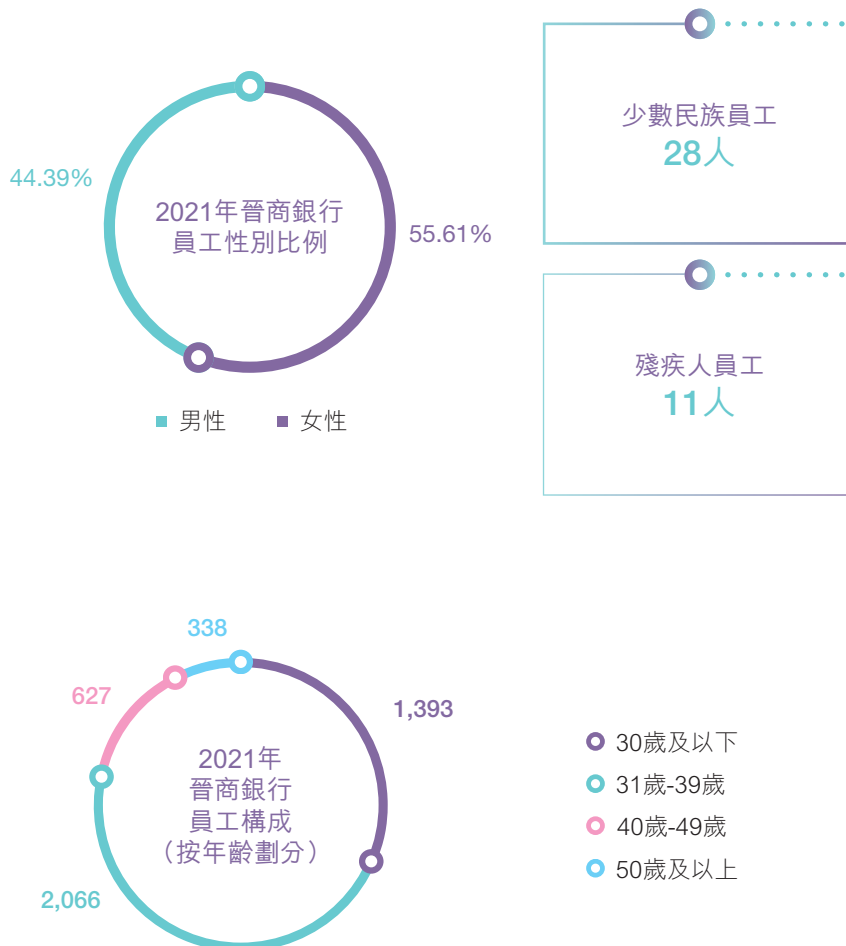 44.39%
2021年晉商銀行
員工性別比例
55.61%
男性
女性
少數民族員工
28人
殘疾人員工
11人
338
627
1,393
2,066
2021年
晉商銀行
員工構成
（按年齡劃分）
30歲及以下
31歲-39歲
40歲-49歲
50歲及以上